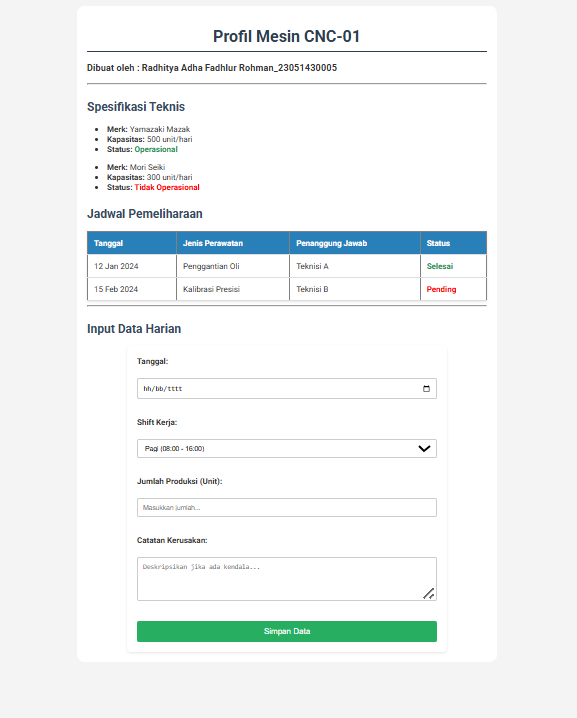 Profil Mesin CNC-01
Dibuat oleh : Radhitya Adha Fadhlur Rohman_23051430005
Spesifikasi Teknis
Merk: Yamazaki Mazak
Kapasitas: 500 unit/hari
Status: Operasional
Merk: Mori Seiki
Kapasitas: 300 unit/hari
Status: Tidak Operasional
Jadwal Pemeliharaan
Tanggal Jenis Perawatan Penanggung Jawab Status
12 Jan 2024 Penggantian Oli Teknisi A Selesai
15 Feb 2024 Kalibrasi Presisi Teknisi B Pending
Input Data Harian
Tanggal:
hh/bb/tttt
Shift Kerja:
Pagi (08:00 - 16:00)
Jumlah Produksi (Unit):
Masukkan jumlah...
Catatan Kerusakan:
Deskripsikan jika ada kendala...
Simpan Data